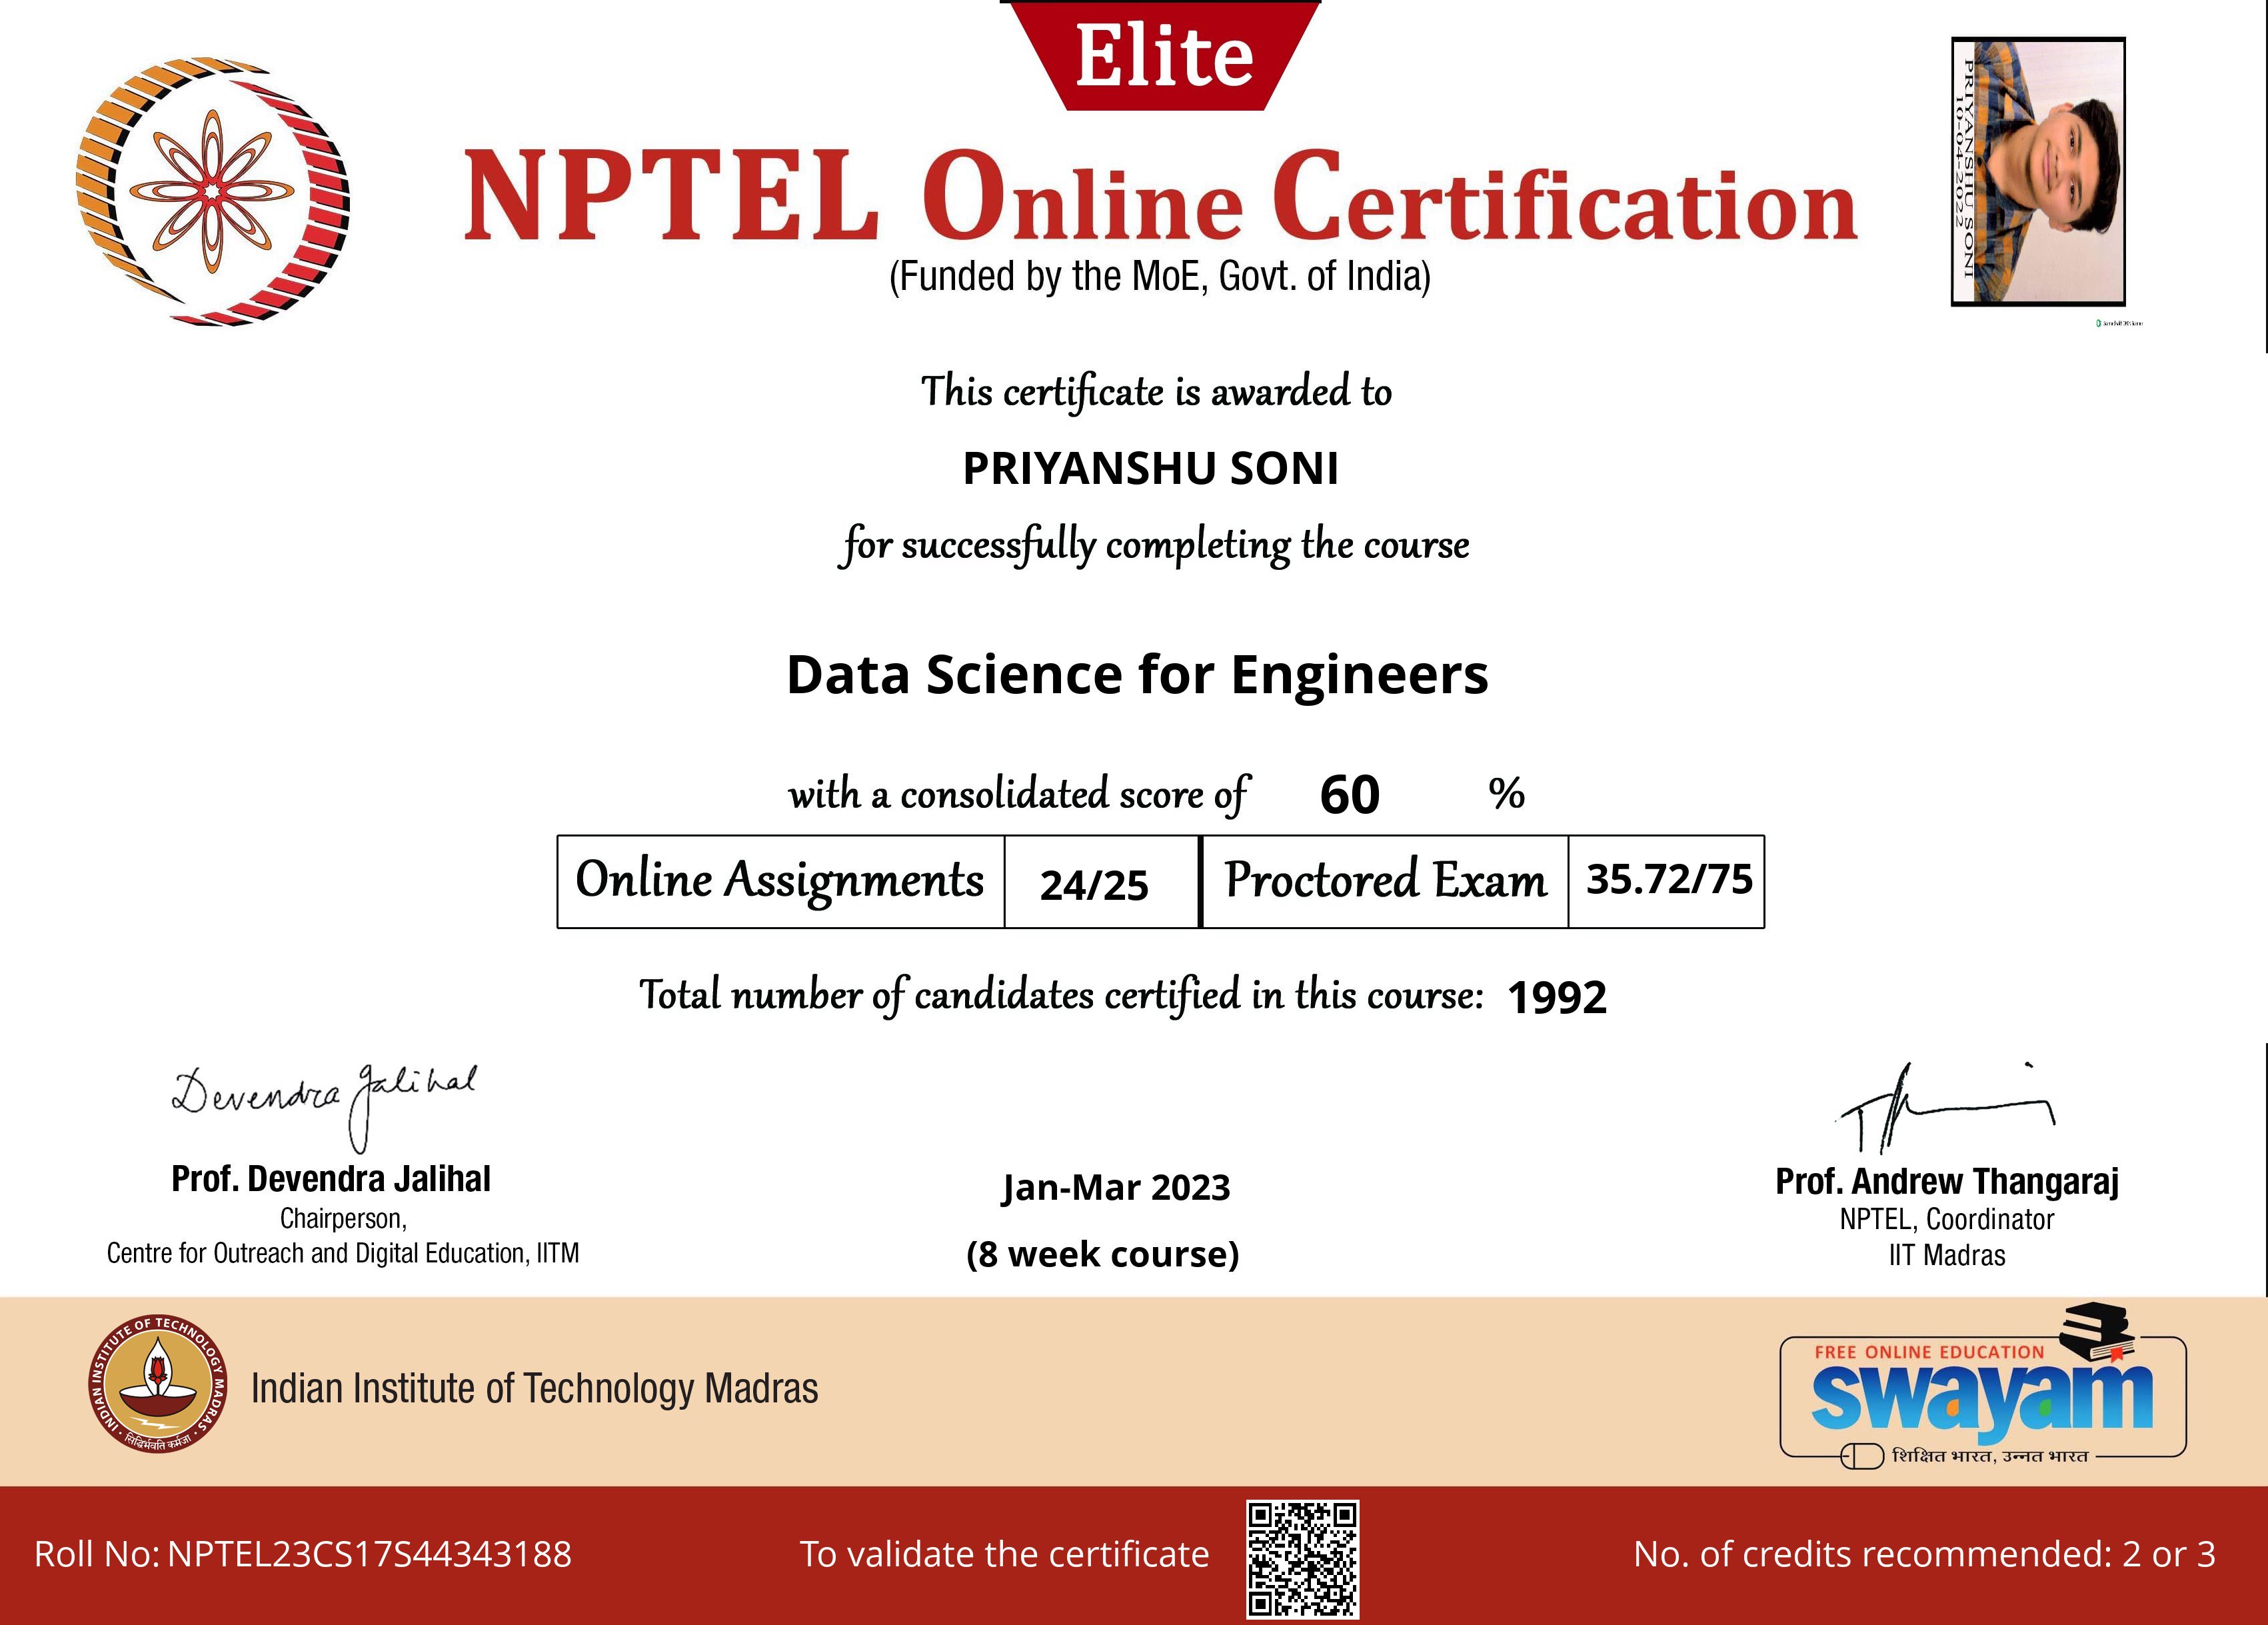 Elite
NPTEL Online Certification
(Funded by the MoE, Govt. of India)
PRIYANSHU SONI
10-04-2022
This certificate is awarded to
PRIYANSHU SONI
for successfully completing the course
Data Science for Engineers
with a consolidated score of 60 %
Online Assignments 24/25 Proctored Exam 35.72/75
Total number of candidates certified in this course: 1992
Devendra Jalihal
Prof. Devendra Jalihal
Chairperson,
Centre for Outreach and Digital Education, IITM
Jan-Mar 2023
(8 week course)
Prof. Andrew Thangaraj
NPTEL, Coordinator
IIT Madras
INDIAN INSTITUTE OF TECHNOLOGY MADRAS
सिद्धिर्भवति कर्मजा
Indian Institute of Technology Madras
FREE ONLINE EDUCATION
swayam
शिक्षित भारत, उन्नत भारत
Roll No: NPTEL23CS17S44343188
To validate the certificate
No. of credits recommended: 2 or 3